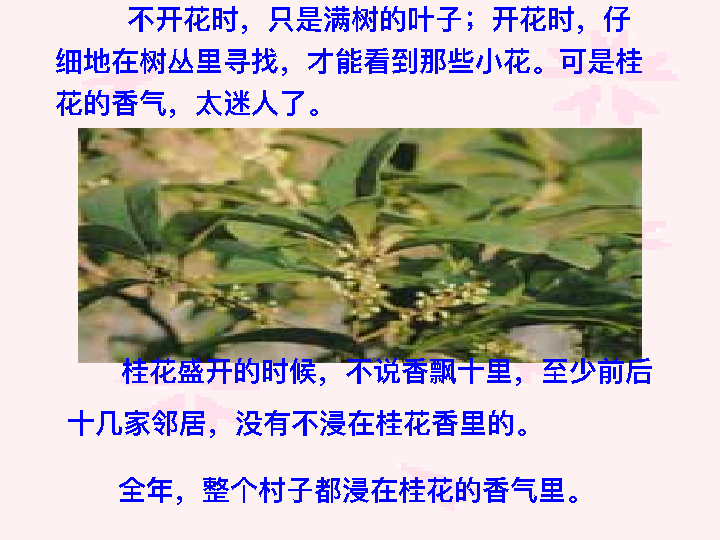 不开花时，只是满树的叶子；开花时，仔
细地在树丛里寻找，才能看到那些小花。可是桂
花的香气，太迷人了。
桂花盛开的时候，不说香飘十里，至少前后
十几家邻居，没有不浸在桂花香里的。
全年，整个村子都浸在桂花的香气里。